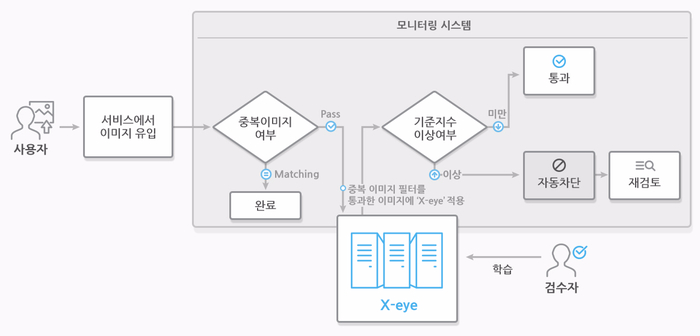 모니터링 시스템
사용자
서비스에서
이미지 유입
중복이미지
여부
Pass
Matching
완료
중복 이미지 필터를
통과한 이미지에 'X-eye' 적용
기준지수
이상여부
미만
통과
이상
자동차단
재검토
X-eye
학습
검수자